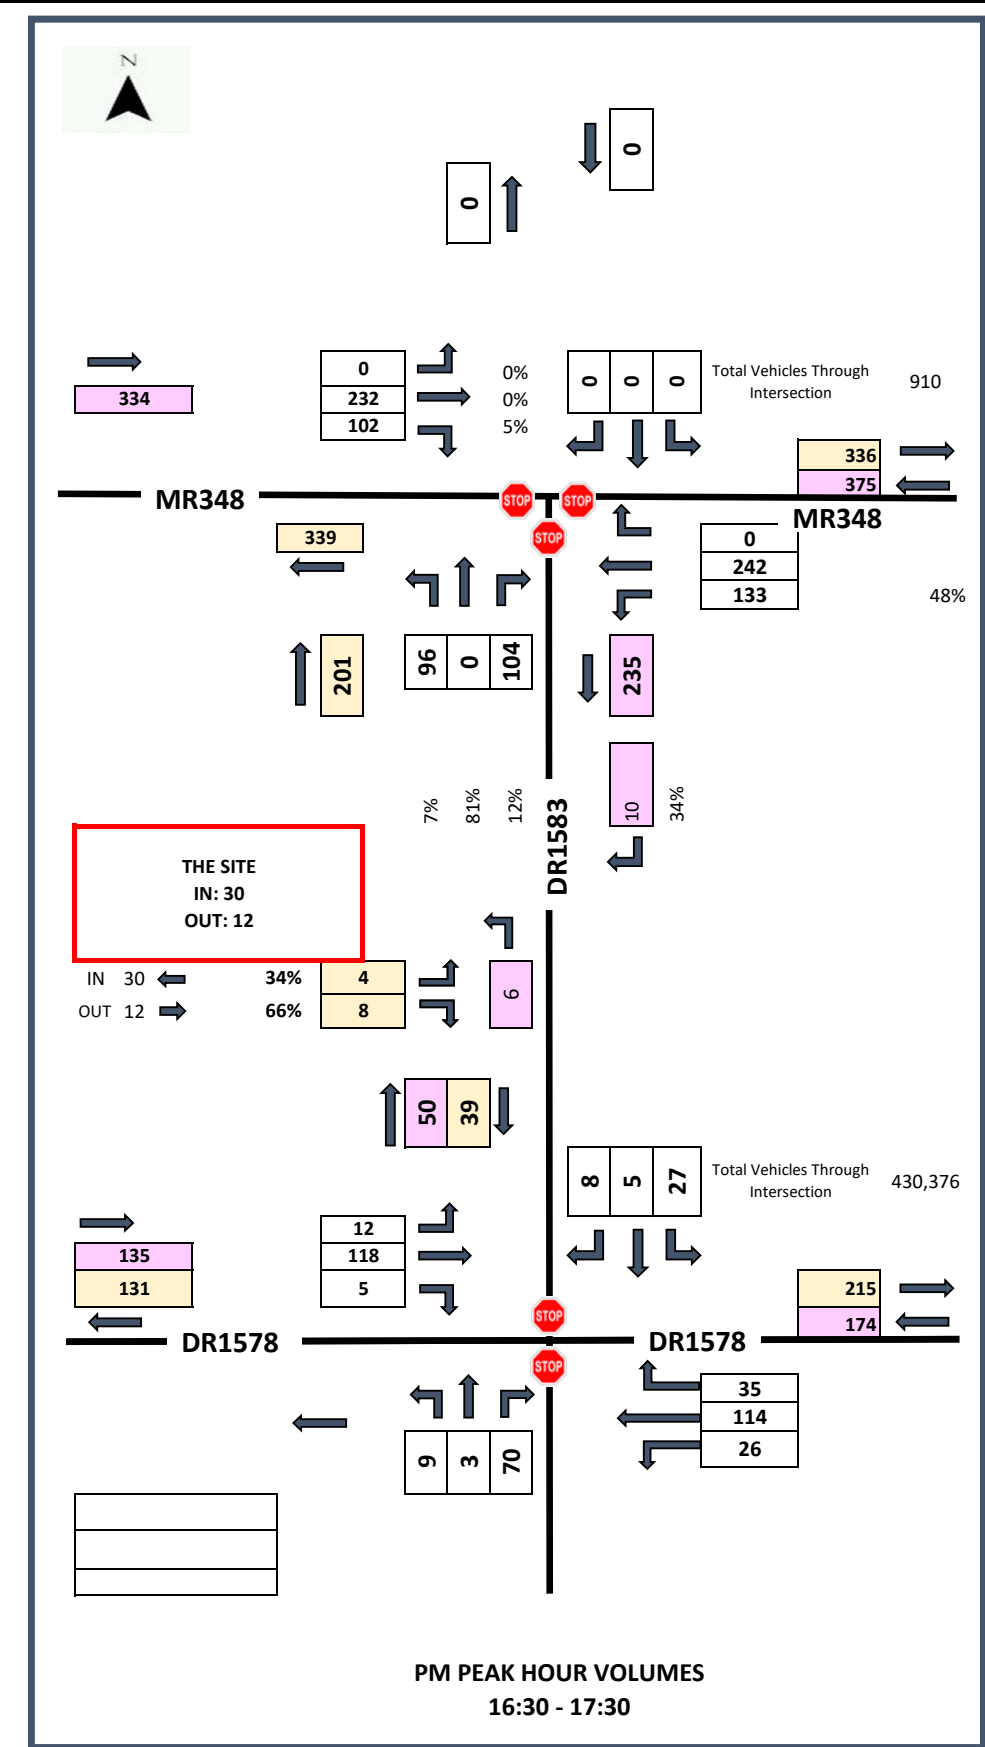 N
0
0
0
232
102
0%
0%
5%
0 0 0
Total Vehicles Through
Intersection
910
334
336
375
MR348
STOP STOP
STOP
MR348
339
0
242
133
48%
201
96 0 104
235
7% 81% 12%
DR1583
10
34%
THE SITE
IN: 30
OUT: 12
IN 30
34%
4
OUT 12
66%
8
6
50 39
8 5 27
Total Vehicles Through
Intersection
430,376
135
131
12
118
5
215
174
STOP
DR1578
DR1578
STOP
35
114
26
9 3 70
PM PEAK HOUR VOLUMES
16:30 - 17:30